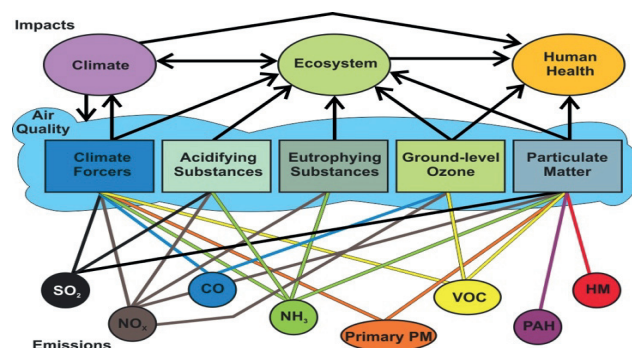 Impacts
Climate
Ecosystem
Human
Health
Air
Quality
Climate
Forcers
Acidifying
Substances
Eutrophying
Substances
Ground-level
Ozone
Particulate
Matter
SO₂
NOₓ
CO
NH₃
Primary PM
VOC
PAH
HM
Emissions